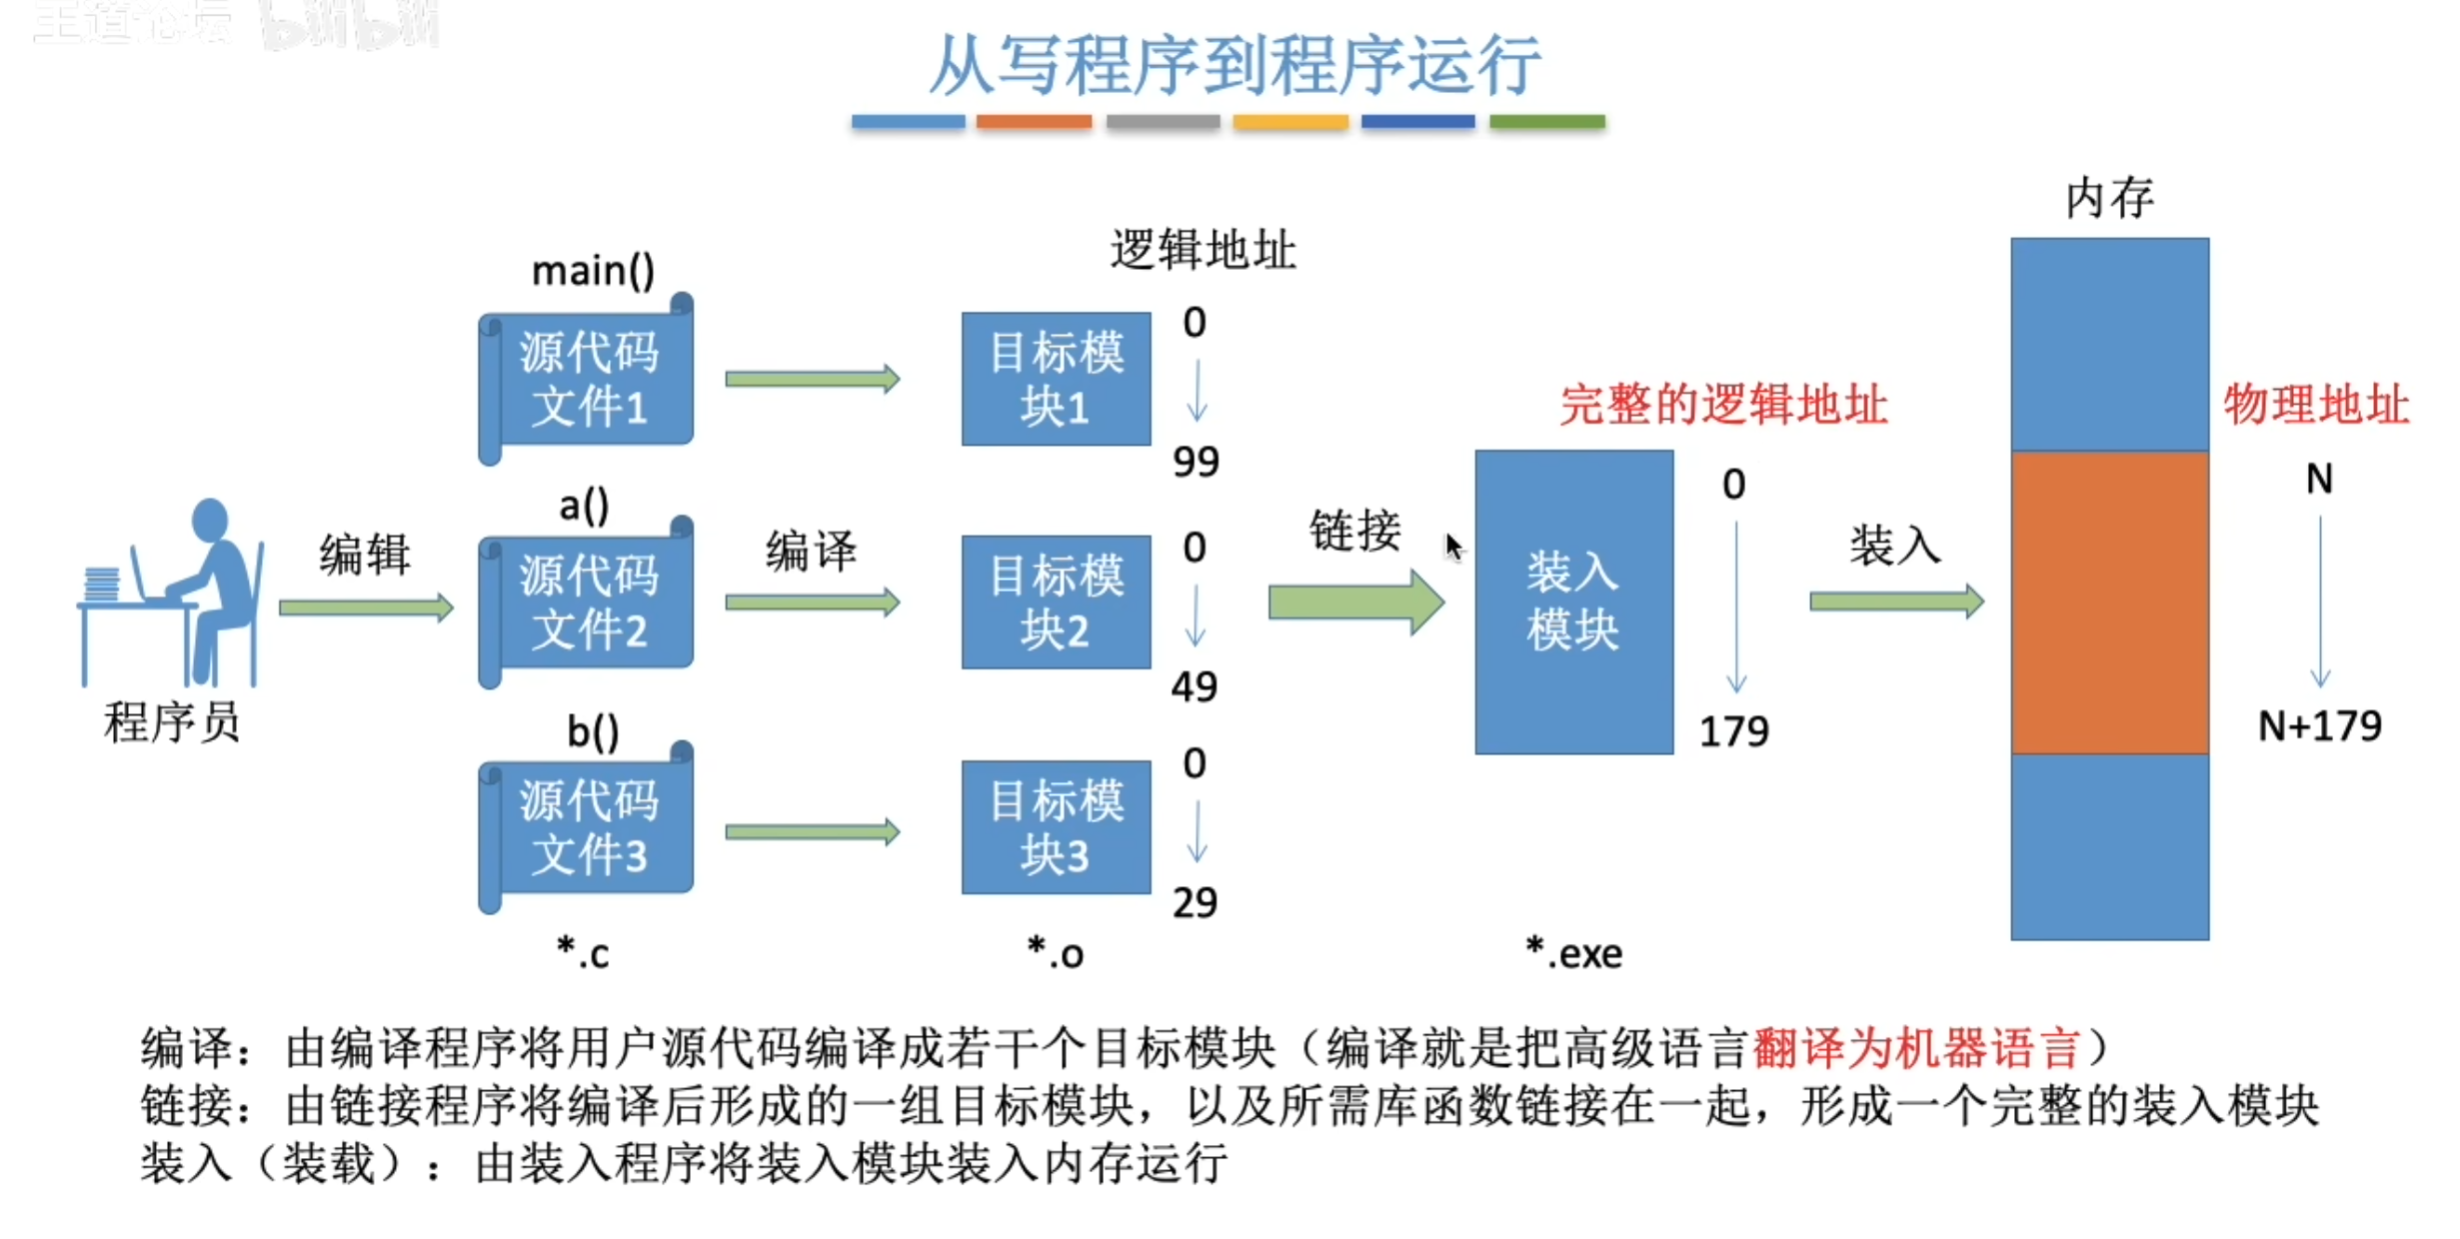 王道论坛 bilibili
从写程序到程序运行
内存
逻辑地址
main()
源代码
文件1
目标模
块1
0
99
完整的逻辑地址
物理地址
程序员
编辑
a()
源代码
文件2
编译
目标模
块2
0
49
链接
装入
模块
0
179
装入
N
N+179
b()
源代码
文件3
目标模
块3
0
29
*.c
*.o
*.exe
编译：由编译程序将用户源代码编译成若干个目标模块（编译就是把高级语言翻译为机器语言）
链接：由链接程序将编译后形成的一组目标模块，以及所需库函数链接在一起，形成一个完整的装入模块
装入（装载）：由装入程序将装入模块装入内存运行